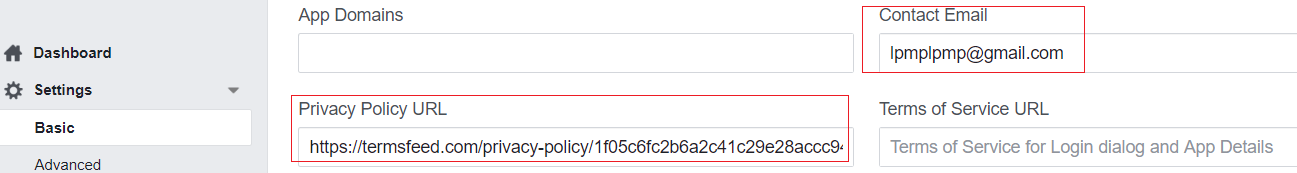 App Domains
Contact Email
Dashboard
lpmplpmp@gmail.com
Settings
Privacy Policy URL
Terms of Service URL
Basic
https://termsfeed.com/privacy-policy/1f05c6fc2b6a2c41c29e28accc94
Terms of Service for Login dialog and App Details
Advanced